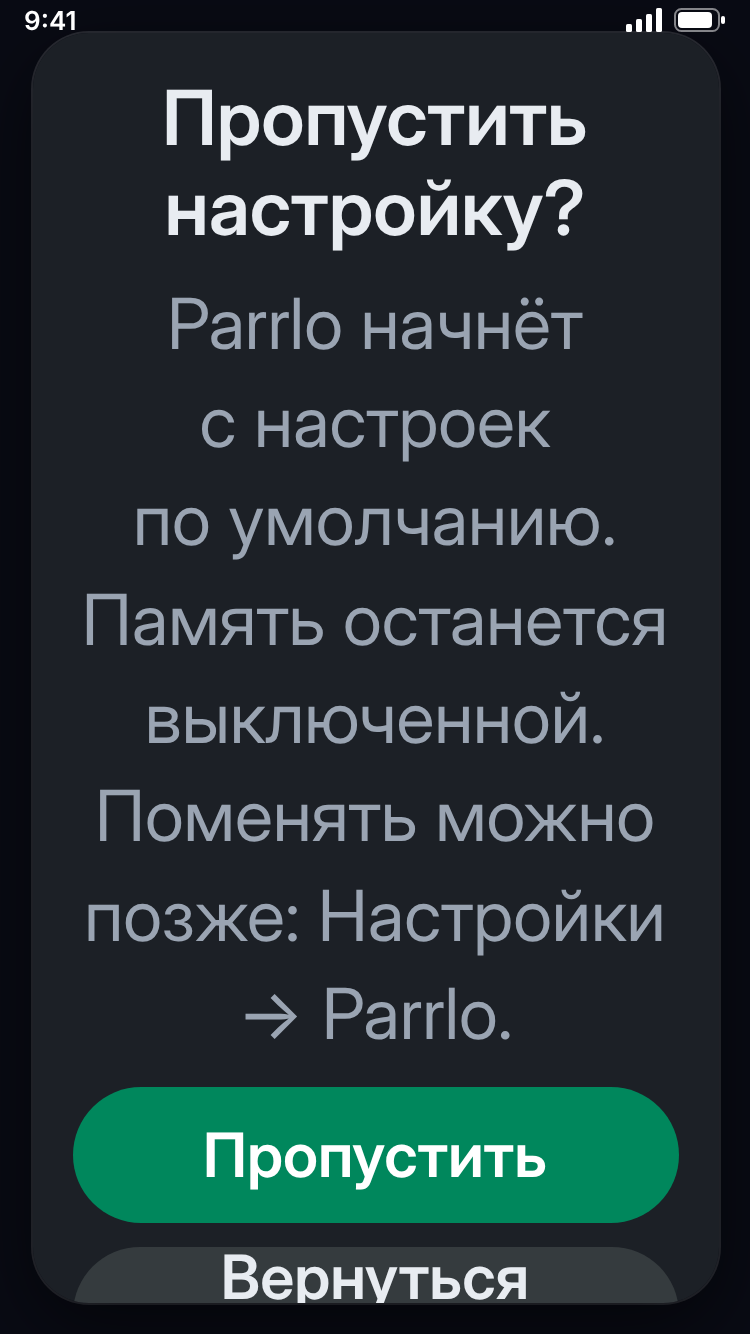 9:41
Пропустить
настройку?
Parrlo начнёт
с настроек
по умолчанию.
Память останется
выключенной.
Поменять можно
позже: Настройки
→ Parrlo.
Пропустить
Вернуться